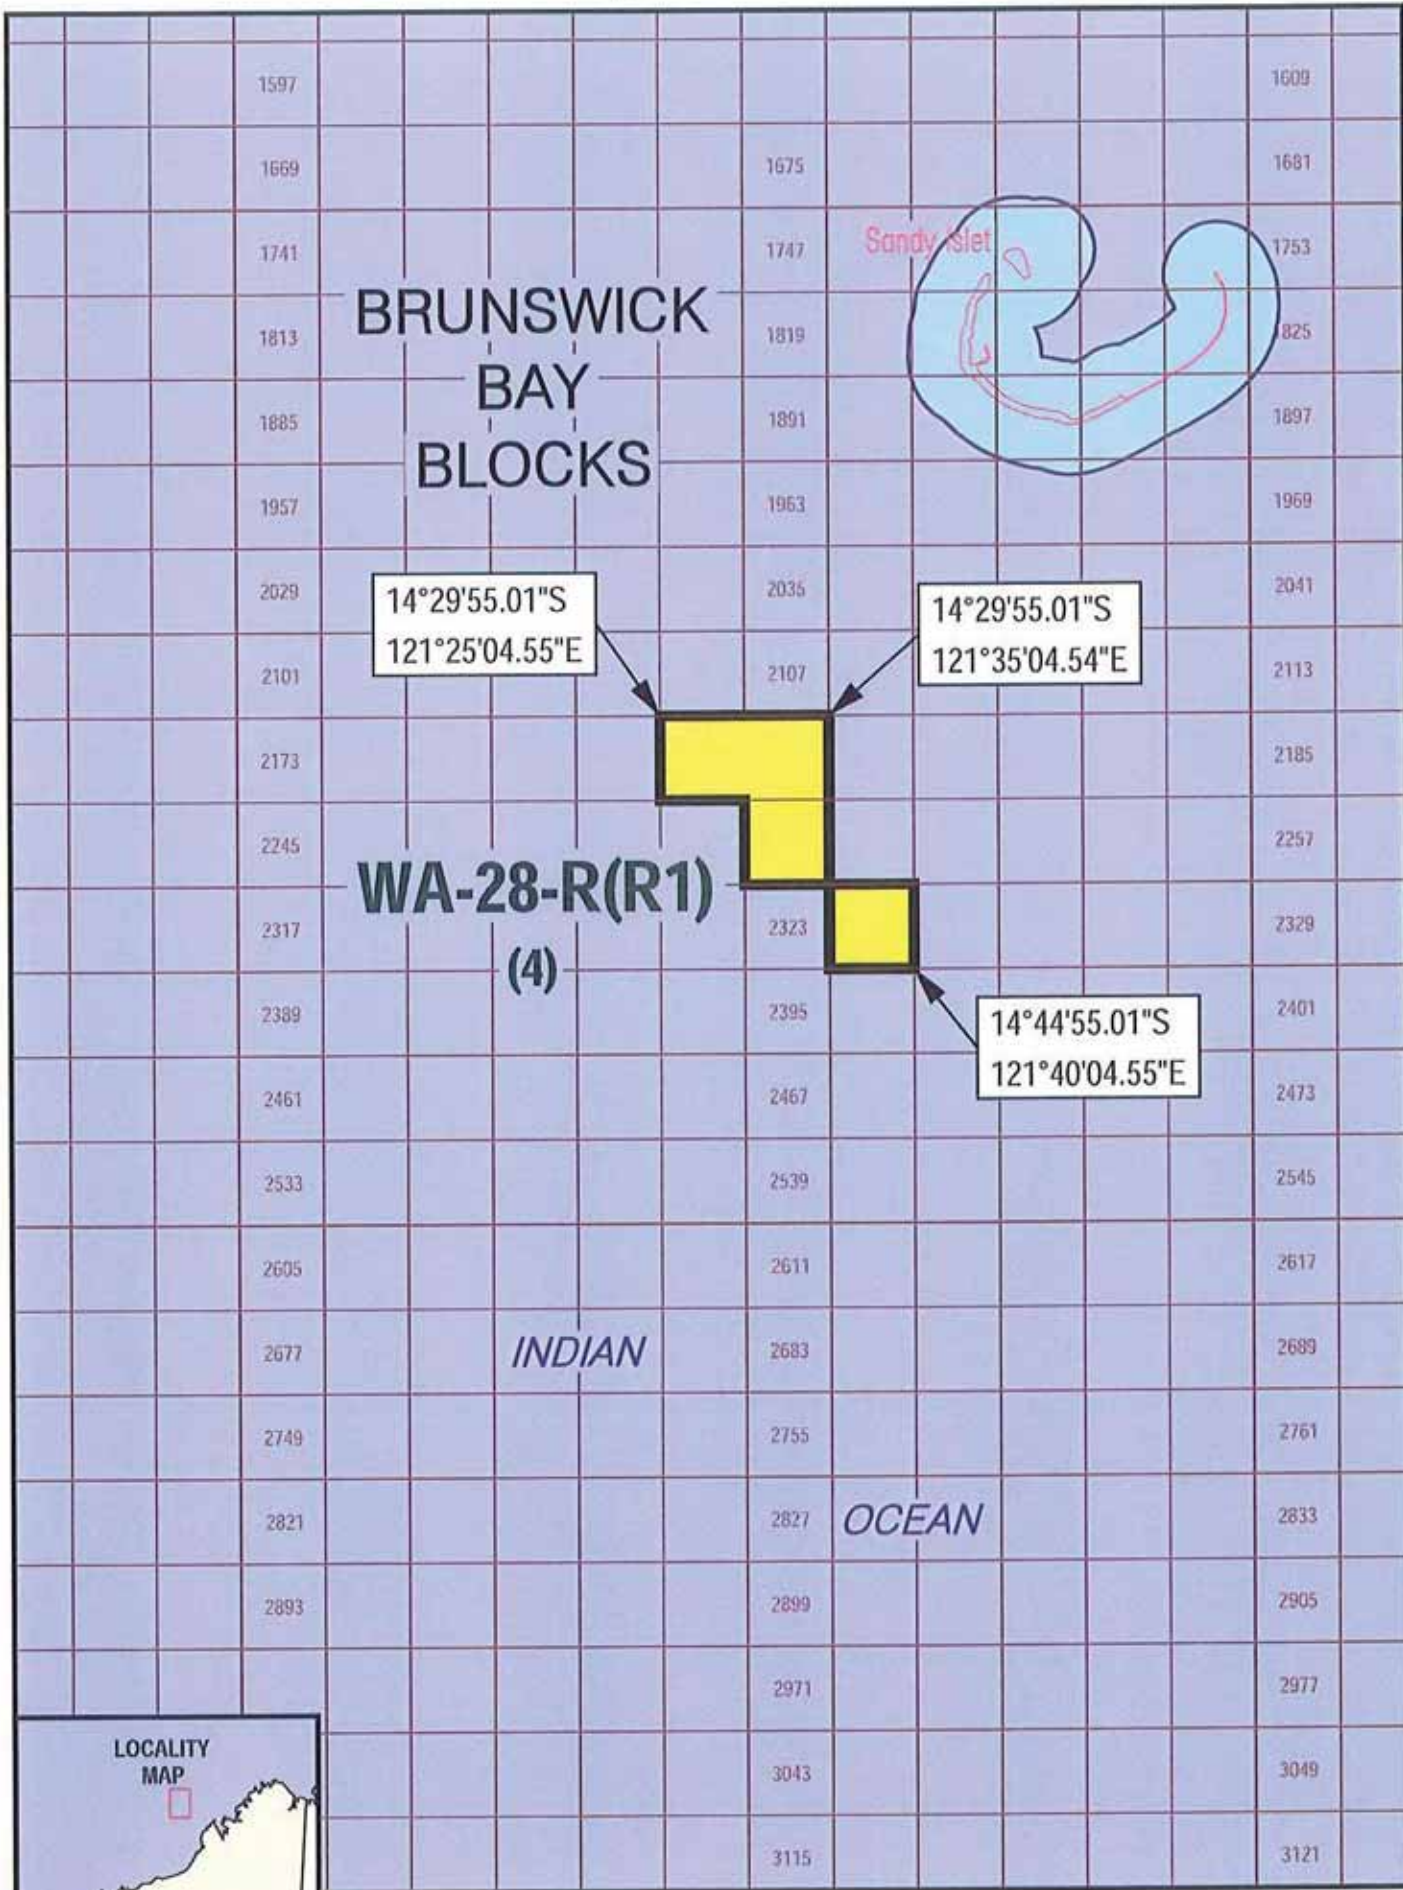 1597 1609
1669 1675 1681
1741 1747 Sandy Islet 1753
BRUNSWICK
1813 1819 1825
BAY
1885 1891 1897
BLOCKS
1957 1963 1969
2029 2035 2041
14°29'55.01"S
121°25'04.55"E
14°29'55.01"S
121°35'04.54"E
2101 2107 2113
2173 2185
2245 2257
WA-28-R(R1)
2317 2323 2329
(4)
2389 2395 2401
14°44'55.01"S
121°40'04.55"E
2461 2467 2473
2533 2539 2545
2605 2611 2617
2677 INDIAN 2683 2689
2749 2755 2761
2821 2827 OCEAN 2833
2893 2899 2905
2971 2977
LOCALITY
MAP
3043 3049
3115 3121